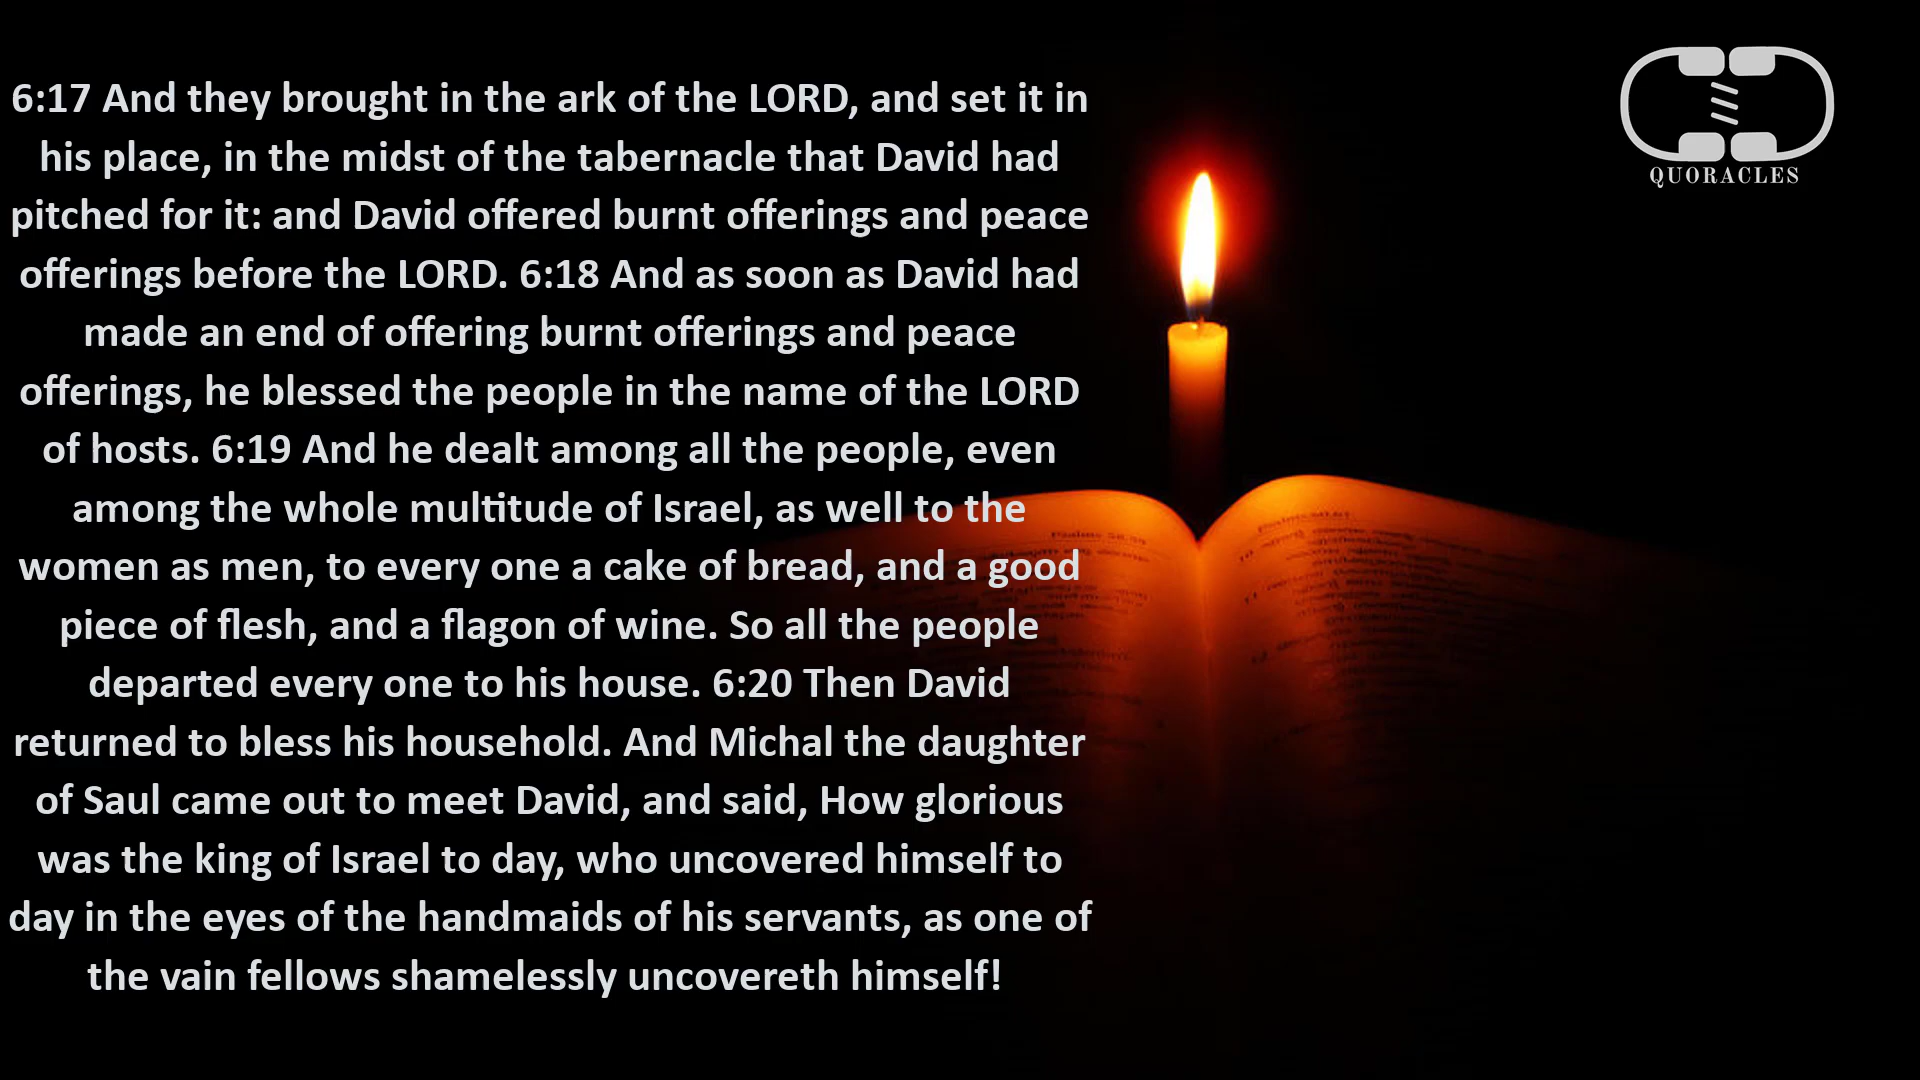 6:17 And they brought in the ark of the LORD, and set it in
his place, in the midst of the tabernacle that David had
pitched for it: and David offered burnt offerings and peace
offerings before the LORD. 6:18 And as soon as David had
made an end of offering burnt offerings and peace
offerings, he blessed the people in the name of the LORD
of hosts. 6:19 And he dealt among all the people, even
among the whole multitude of Israel, as well to the
women as men, to every one a cake of bread, and a good
piece of flesh, and a flagon of wine. So all the people
departed every one to his house. 6:20 Then David
returned to bless his household. And Michal the daughter
of Saul came out to meet David, and said, How glorious
was the king of Israel to day, who uncovered himself to
day in the eyes of the handmaids of his servants, as one of
the vain fellows shamelessly uncovereth himself!
QUORACLES